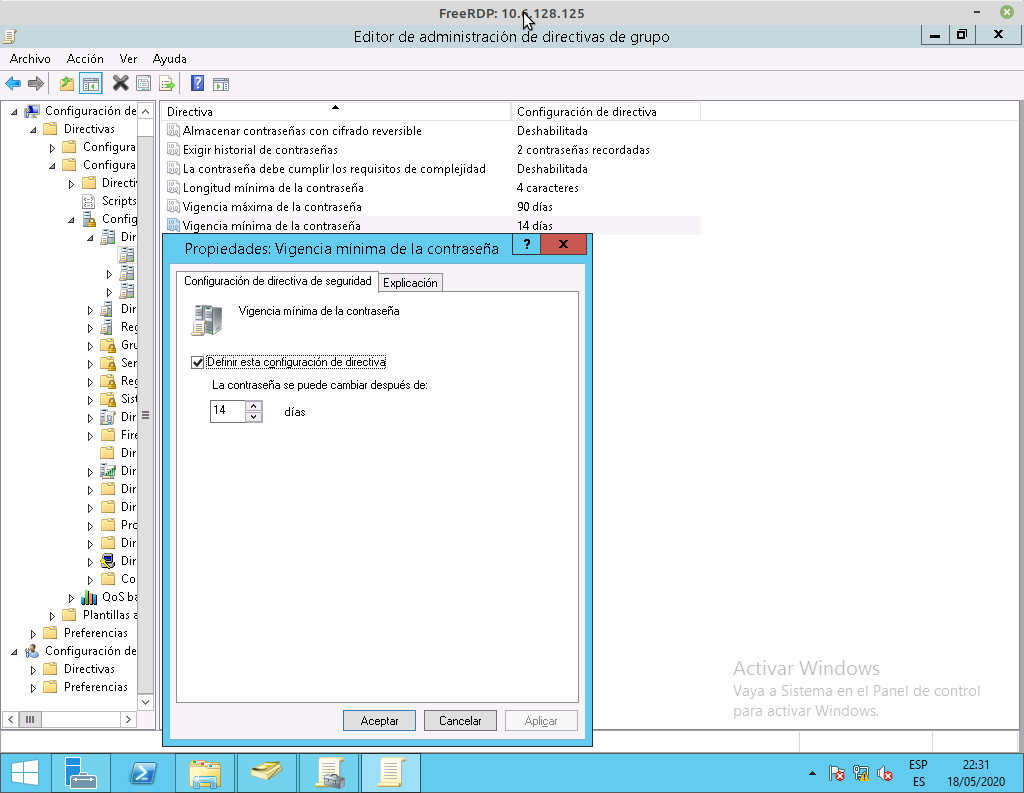 FreeRDP: 10.6.128.125
Editor de administración de directivas de grupo
Archivo Acción Ver Ayuda
Configuración de
Directivas
Configura
Configura
Directi
Scripts
Config
Dir
Dir
Reg
Gru
Ser
Reg
Sist
Dir
Fire
Dir
Dir
Dir
Dir
Pro
Dir
Dir
Co
QoS ba
Plantillas a
Preferencias
Configuración de
Directivas
Preferencias
Directiva Configuración de directiva
Almacenar contraseñas con cifrado reversible Deshabilitada
Exigir historial de contraseñas 2 contraseñas recordadas
La contraseña debe cumplir los requisitos de complejidad Deshabilitada
Longitud mínima de la contraseña 4 caracteres
Vigencia máxima de la contraseña 90 días
Vigencia mínima de la contraseña 14 días
Propiedades: Vigencia mínima de la contraseña ? x
Configuración de directiva de seguridad Explicación
Vigencia mínima de la contraseña
Definir esta configuración de directiva
La contraseña se puede cambiar después de:
14 días
Aceptar Cancelar Aplicar
Activar Windows
Vaya a Sistema en el Panel de control
para activar Windows.
ESP
ES
22:31
18/05/2020